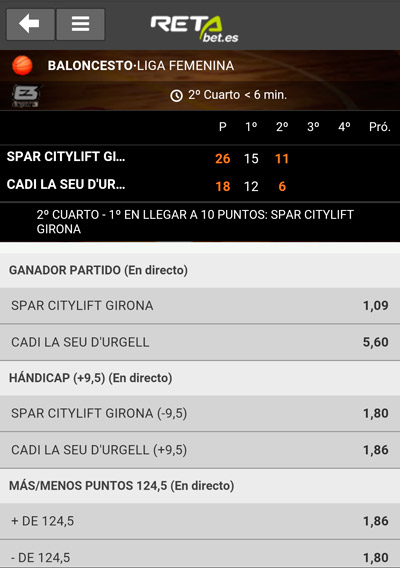 RETA
bet.es
BALONCESTO·LIGA FEMENINA
2º Cuarto < 6 min.
P 1º 2º 3º 4º Pró.
SPAR CITYLIFT GI... 26 15 11
CADI LA SEU D'UR... 18 12 6
2º CUARTO - 1º EN LLEGAR A 10 PUNTOS: SPAR CITYLIFT
GIRONA
GANADOR PARTIDO (En directo)
SPAR CITYLIFT GIRONA 1,09
CADI LA SEU D'URGELL 5,60
HÁNDICAP (+9,5) (En directo)
SPAR CITYLIFT GIRONA (-9,5) 1,80
CADI LA SEU D'URGELL (+9,5) 1,86
MÁS/MENOS PUNTOS 124,5 (En directo)
+ DE 124,5 1,86
- DE 124,5 1,80